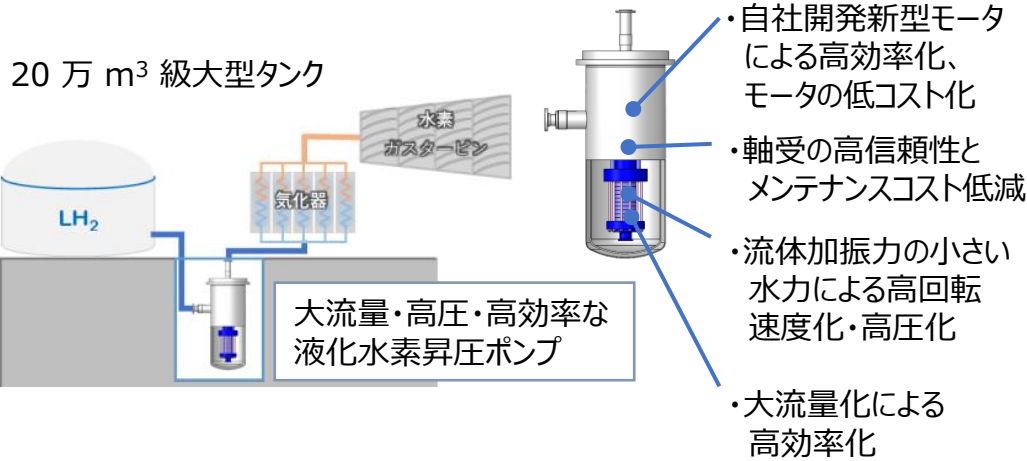 20 万 m³ 級大型タンク
水素
ガスタービン
気化器
LH₂
大流量・高圧・高効率な
液化水素昇圧ポンプ
・自社開発新型モータ
による高効率化、
モータの低コスト化
・軸受の高信頼性と
メンテナンスコスト低減
・流体加振力の小さい
水力による高回転
速度化・高圧化
・大流量化による
高効率化